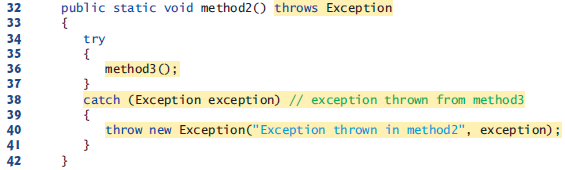 32 public static void method2() throws Exception
33 {
34 try
35 {
36 method3();
37 }
38 catch (Exception exception) // exception thrown from method3
39 {
40 throw new Exception("Exception thrown in method2", exception);
41 }
42 }